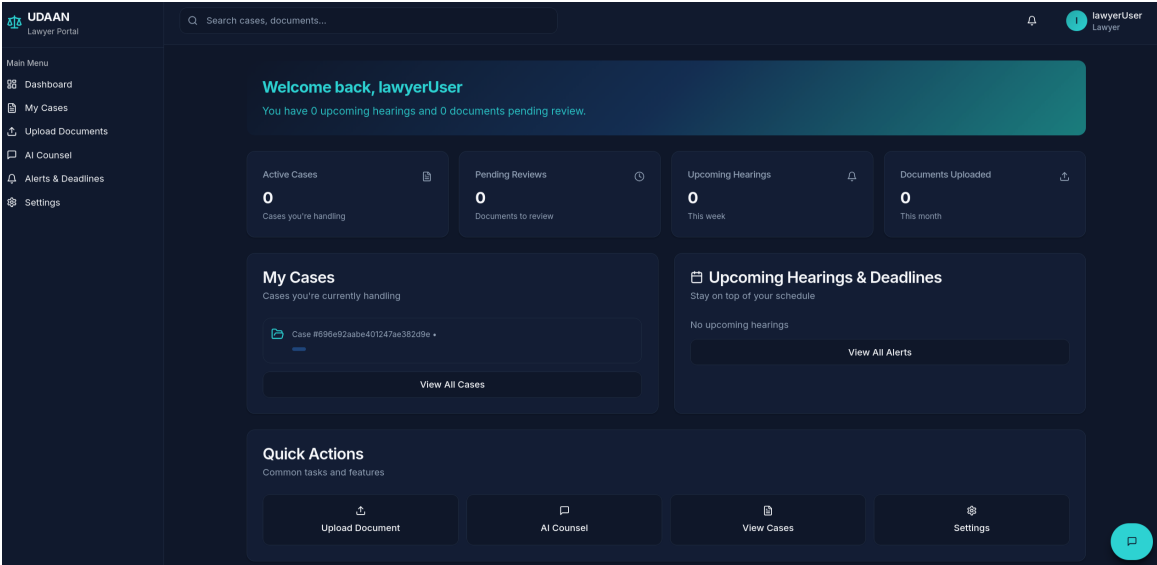 UDAAN
Lawyer Portal
Search cases, documents...
I
lawyerUser
Lawyer
Main Menu
Dashboard
My Cases
Upload Documents
AI Counsel
Alerts & Deadlines
Settings
Welcome back, lawyerUser
You have 0 upcoming hearings and 0 documents pending review.
Active Cases
0
Cases you're handling
Pending Reviews
0
Documents to review
Upcoming Hearings
0
This week
Documents Uploaded
0
This month
My Cases
Cases you're currently handling
Case #696e92aabe401247ae382d9e •
View All Cases
Upcoming Hearings & Deadlines
Stay on top of your schedule
No upcoming hearings
View All Alerts
Quick Actions
Common tasks and features
Upload Document
AI Counsel
View Cases
Settings